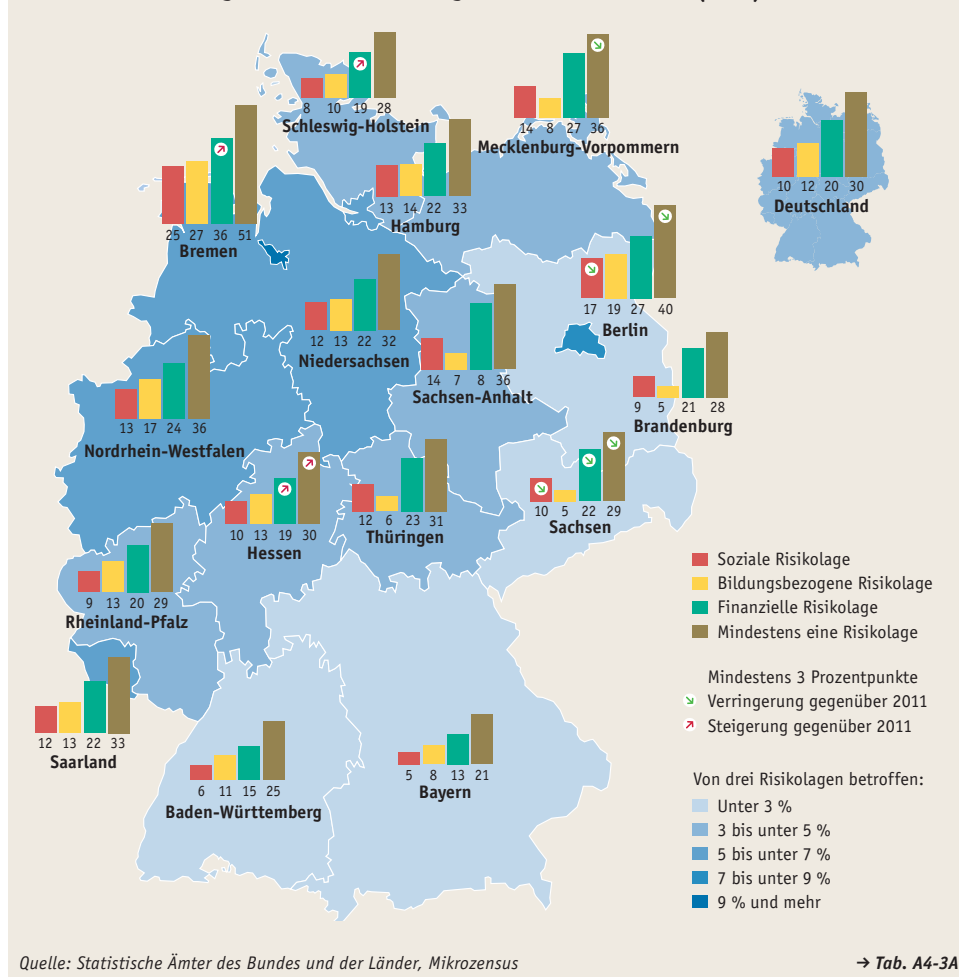 8 10 19 28
Schleswig-Holstein
14 8 27 36
Mecklenburg-Vorpommern
10 12 20 30
Deutschland
25 27 36 51
Bremen
13 14 22 33
Hamburg
17 19 27 40
Berlin
12 13 22 32
Niedersachsen
14 7 8 36
Sachsen-Anhalt
9 5 21 28
Brandenburg
13 17 24 36
Nordrhein-Westfalen
10 13 19 30
Hessen
12 6 23 31
Thüringen
10 5 22 29
Sachsen
9 13 20 29
Rheinland-Pfalz
12 13 22 33
Saarland
6 11 15 25
Baden-Württemberg
5 8 13 21
Bayern
Soziale Risikolage
Bildungsbezogene Risikolage
Finanzielle Risikolage
Mindestens eine Risikolage
Mindestens 3 Prozentpunkte
Verringerung gegenüber 2011
Steigerung gegenüber 2011
Von drei Risikolagen betroffen:
Unter 3 %
3 bis unter 5 %
5 bis unter 7 %
7 bis unter 9 %
9 % und mehr
Quelle: Statistische Ämter des Bundes und der Länder, Mikrozensus
→ Tab. A4-3A